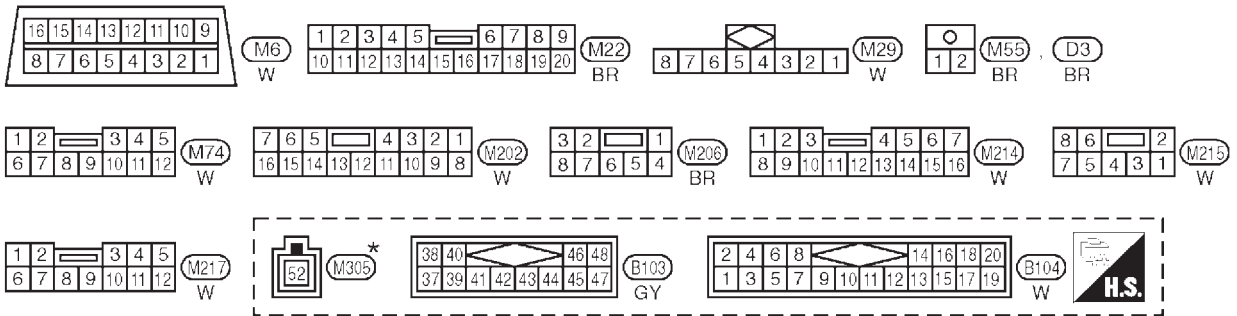 16 15 14 13 12 11 10 9
8 7 6 5 4 3 2 1
M6
W
1 2 3 4 5 6 7 8 9
10 11 12 13 14 15 16 17 18 19 20
M22
BR
8 7 6 5 4 3 2 1
M29
W
1 2
M55 , D3
BR BR
1 2 3 4 5
6 7 8 9 10 11 12
M74
W
7 6 5 4 3 2 1
16 15 14 13 12 11 10 9 8
M202
W
3 2 1
8 7 6 5 4
M206
BR
1 2 3 4 5 6 7
8 9 10 11 12 13 14 15 16
M214
W
8 6 2
7 5 4 3 1
M215
W
1 2 3 4 5
6 7 8 9 10 11 12
M217
W
52
M305 *
38 40 46 48
37 39 41 42 43 44 45 47
B103
GY
2 4 6 8 14 16 18 20
1 3 5 7 9 10 11 12 13 15 17 19
B104
W
H.S.